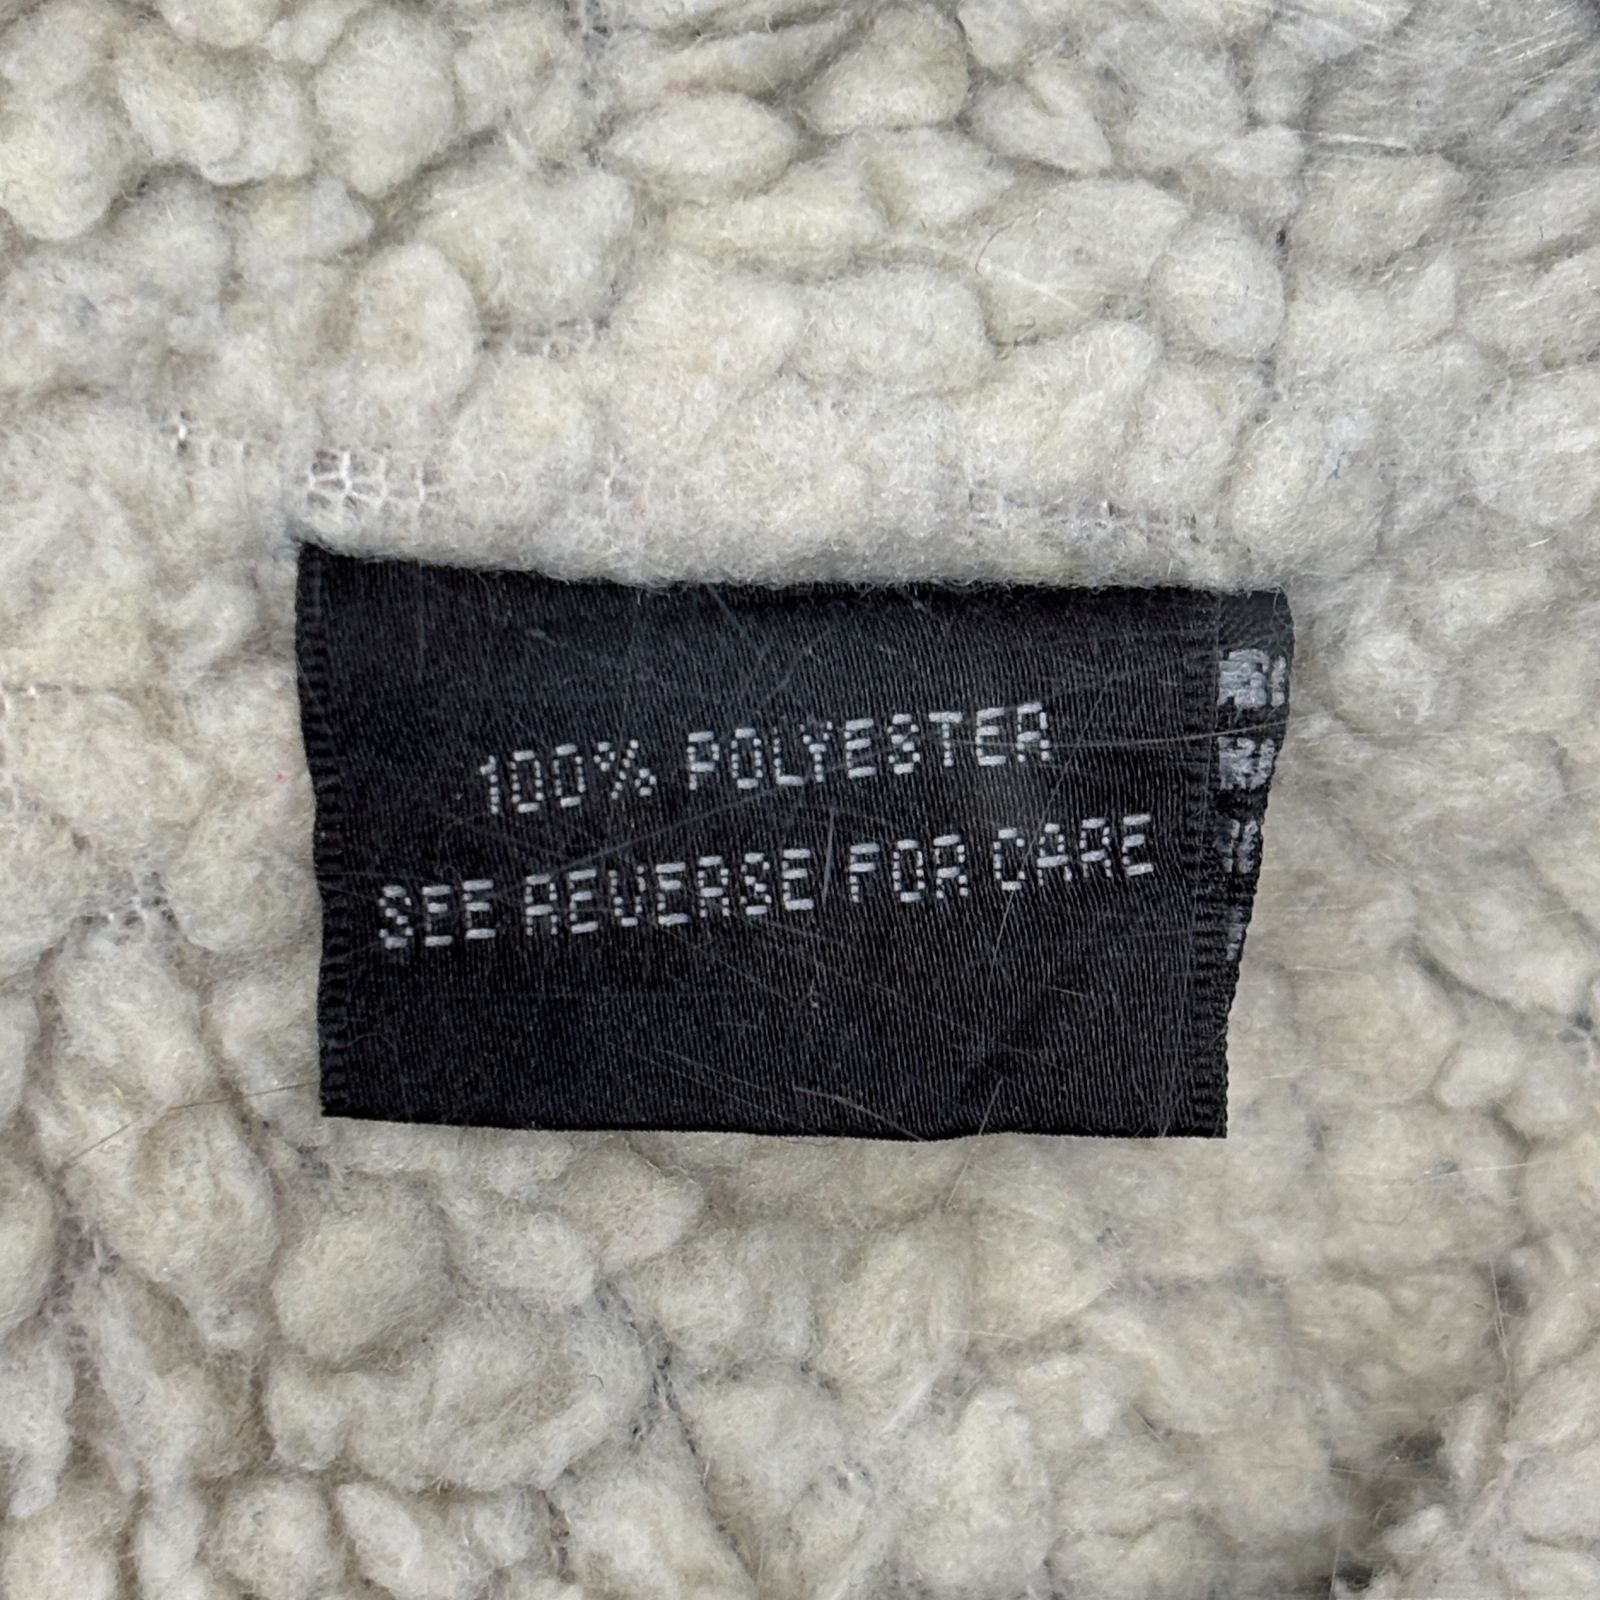 100% POLYESTER
SEE REVERSE FOR CARE